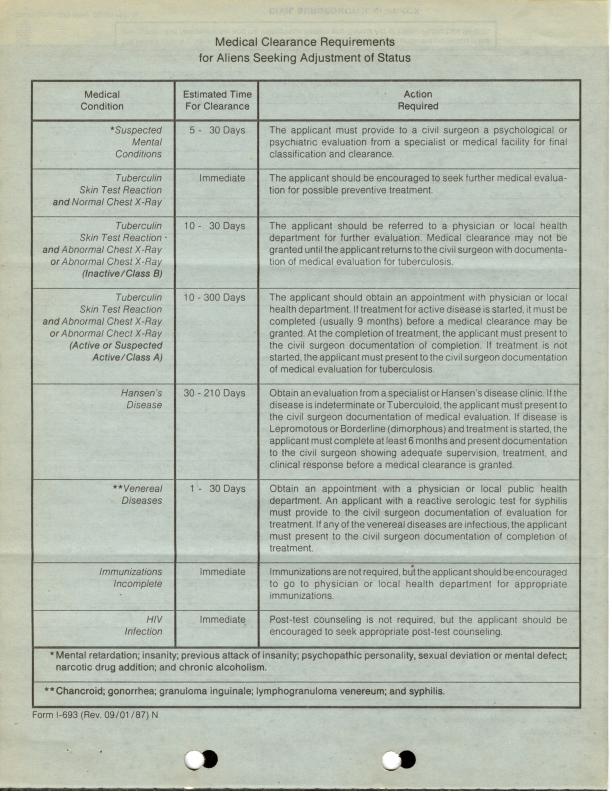 Medical Clearance Requirements
for Aliens Seeking Adjustment of Status
Medical
Condition
Estimated Time
For Clearance
Action
Required
*Suspected
Mental
Conditions
5 - 30 Days
The applicant must provide to a civil surgeon a psychological or
psychiatric evaluation from a specialist or medical facility for final
classification and clearance.
Tuberculin
Skin Test Reaction
and Normal Chest X-Ray
Immediate
The applicant should be encouraged to seek further medical evalua-
tion for possible preventive treatment.
Tuberculin
Skin Test Reaction
and Abnormal Chest X-Ray
or Abnormal Chest X-Ray
(Inactive/Class B)
10 - 30 Days
The applicant should be referred to a physician or local health
department for further evaluation. Medical clearance may not be
granted until the applicant returns to the civil surgeon with documenta-
tion of medical evaluation for tuberculosis.
Tuberculin
Skin Test Reaction
and Abnormal Chest X-Ray
or Abnormal Chect X-Ray
(Active or Suspected
Active/Class A)
10 - 300 Days
The applicant should obtain an appointment with physician or local
health department. If treatment for active disease is started, it must be
completed (usually 9 months) before a medical clearance may be
granted. At the completion of treatment, the applicant must present to
the civil surgeon documentation of completion. If treatment is not
started, the applicant must present to the civil surgeon documentation
of medical evaluation for tuberculosis.
Hansen's
Disease
30 - 210 Days
Obtain an evaluation from a specialist or Hansen's disease clinic. If the
disease is indeterminate or Tuberculoid, the applicant must present to
the civil surgeon documentation of medical evaluation. If disease is
Lepromotous or Borderline (dimorphous) and treatment is started, the
applicant must complete at least 6 months and present documentation
to the civil surgeon showing adequate supervision, treatment, and
clinical response before a medical clearance is granted.
**Venereal
Diseases
1 - 30 Days
Obtain an appointment with a physician or local public health
department. An applicant with a reactive serologic test for syphilis
must provide to the civil surgeon documentation of evaluation for
treatment. If any of the venereal diseases are infectious, the applicant
must present to the civil surgeon documentation of completion of
treatment.
Immunizations
Incomplete
Immediate
Immunizations are not required, but the applicant should be encouraged
to go to physician or local health department for appropriate
immunizations.
HIV
Infection
Immediate
Post-test counseling is not required, but the applicant should be
encouraged to seek appropriate post-test counseling.
*Mental retardation; insanity; previous attack of insanity; psychopathic personality, sexual deviation or mental defect;
narcotic drug addition; and chronic alcoholism.
**Chancroid; gonorrhea; granuloma inguinale; lymphogranuloma venereum; and syphilis.
Form I-693 (Rev. 09/01/87) N